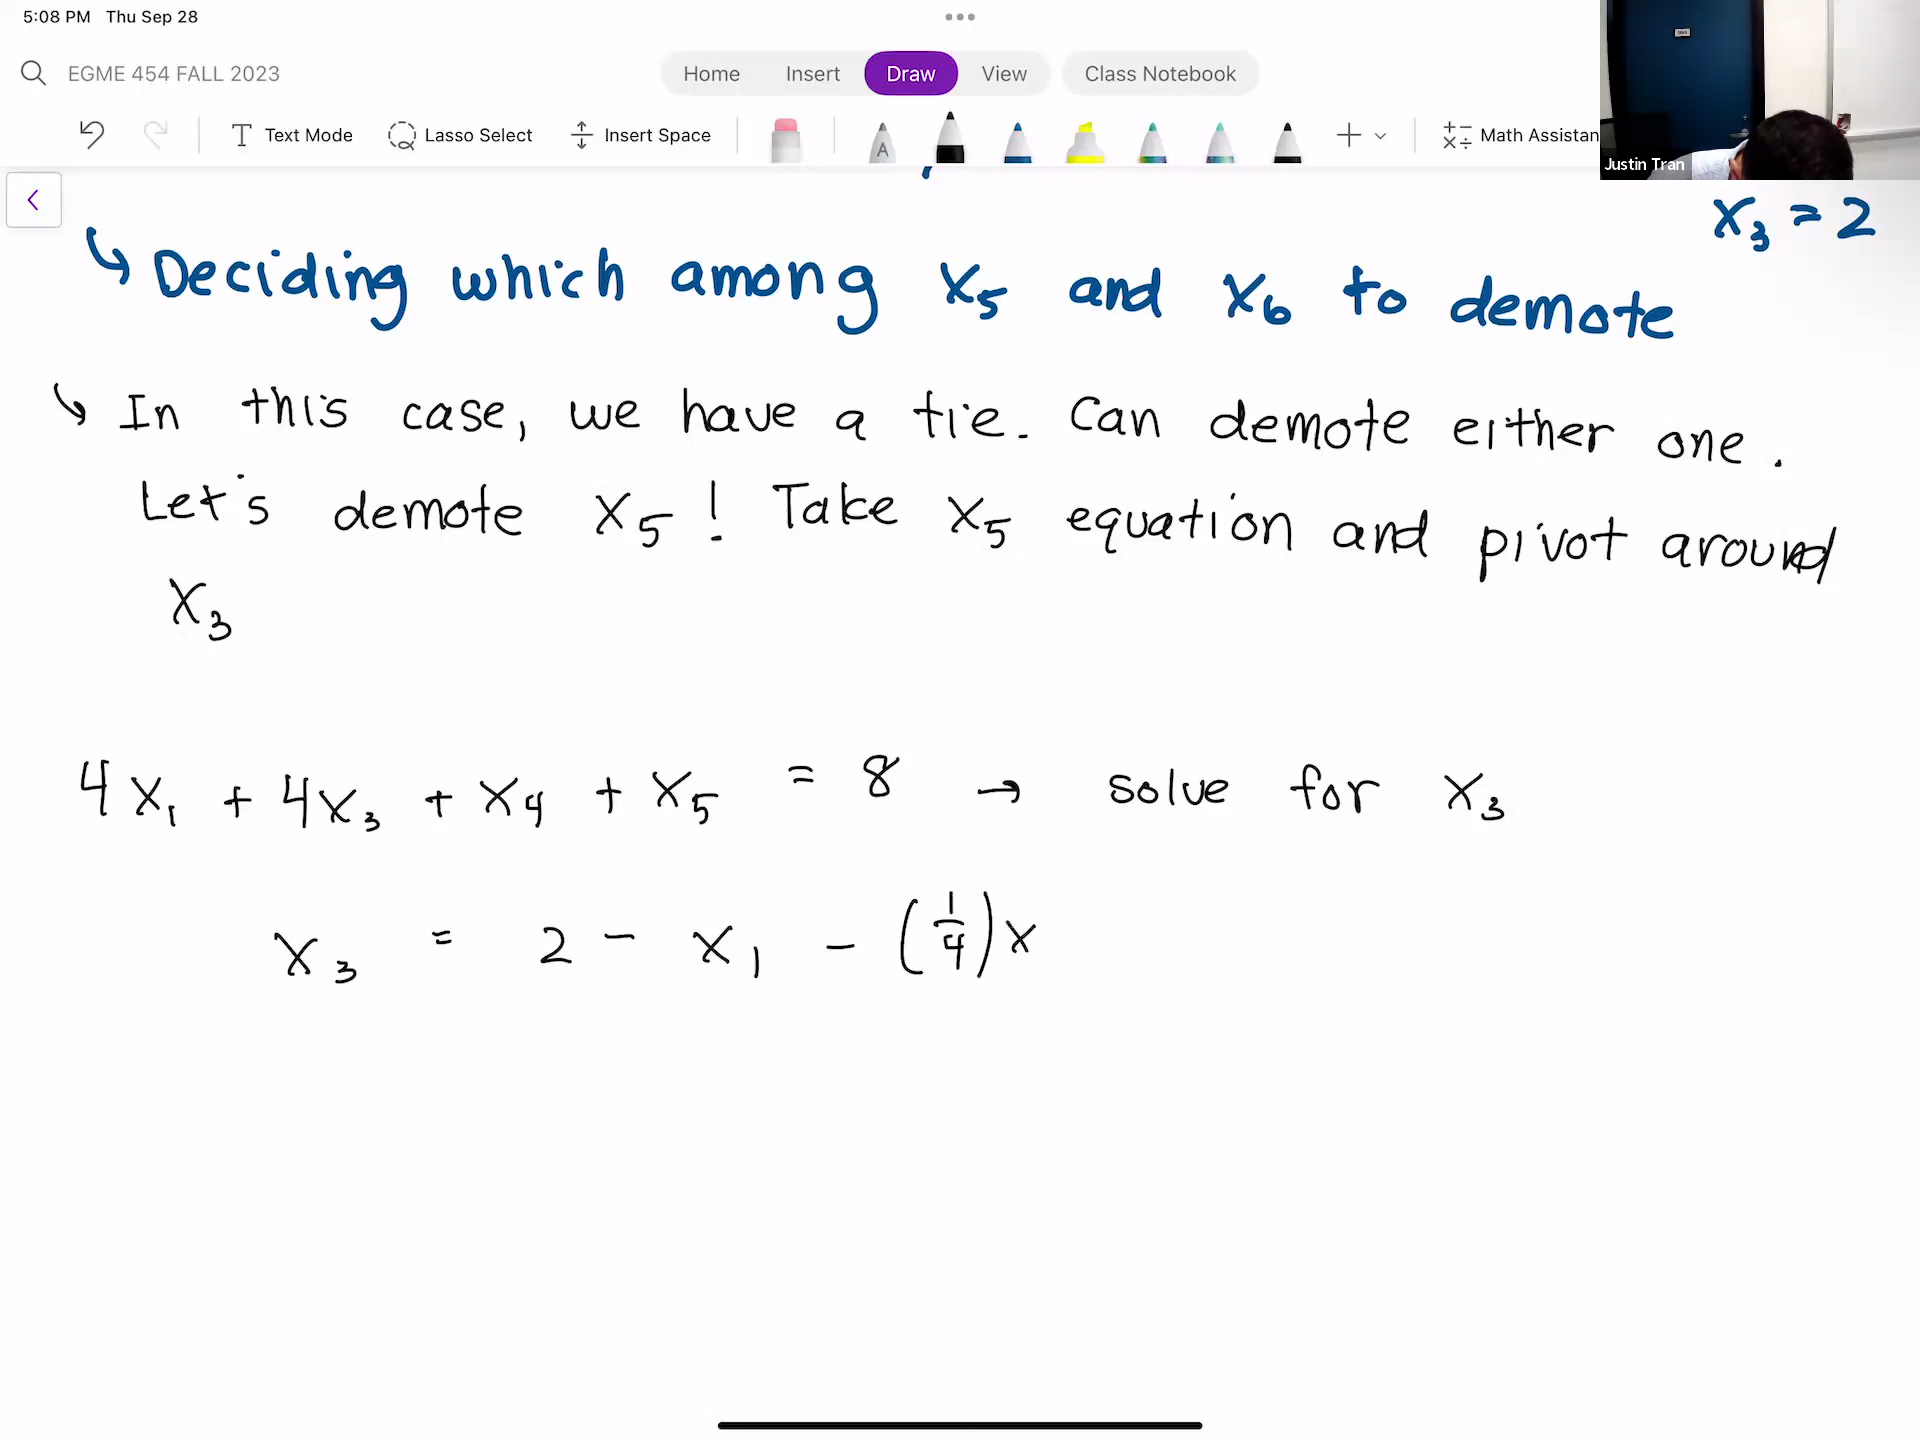 5:08 PM Thu Sep 28
EGME 454 FALL 2023
Home Insert Draw View Class Notebook
Text Mode Lasso Select Insert Space A Math Assistan
Justin Tran
x₃ = 2
↳ Deciding which among x₅ and x₆ to demote
↳ In this case, we have a tie. Can demote either one.
Let's demote x₅! Take x₅ equation and pivot around
x₃
4x₁ + 4x₃ + x₄ + x₅ = 8 → solve for x₃
x₃ = 2 - x₁ - (1/4)x